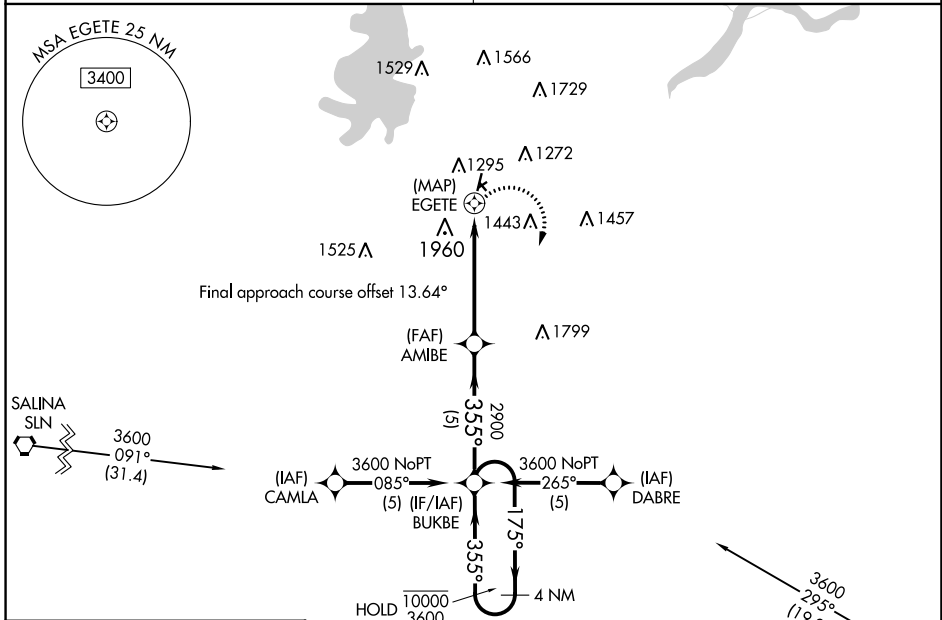 MSA EGETE 25 NM
3400
1529
1566
1729
1272
1295
(MAP)
EGETE
1443
1457
1525
1960
Final approach course offset 13.64°
(FAF)
AMIBE
1799
SALINA
SLN
3600
091°
(31.4)
2900
355°
(5)
(IAF)
CAMLA
3600 NoPT
085°
(5)
(IF/IAF)
BUKBE
3600 NoPT
265°
(5)
(IAF)
DABRE
355°
175°
HOLD
10000
3600
4 NM
3600
295°